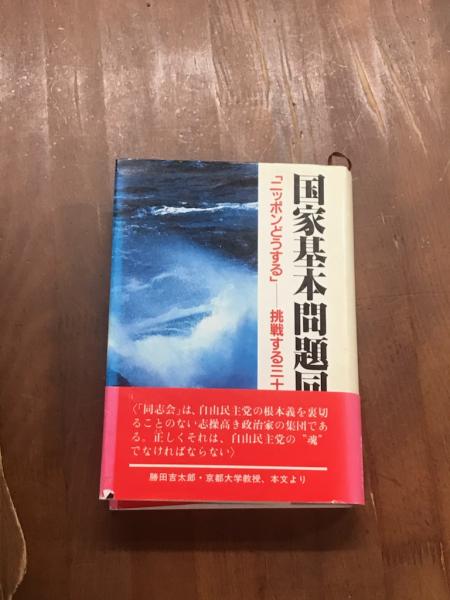 国家基本問題同
「ニッポンどうする」——挑戦する三十
〈「同志会」は、自由民主党の根本義を裏切
ることのない志操高き政治家の集団であ
る。正しくそれは、自由民主党の〝魂〟
でなければならない〉
勝田吉太郎・京都大学教授、本文より